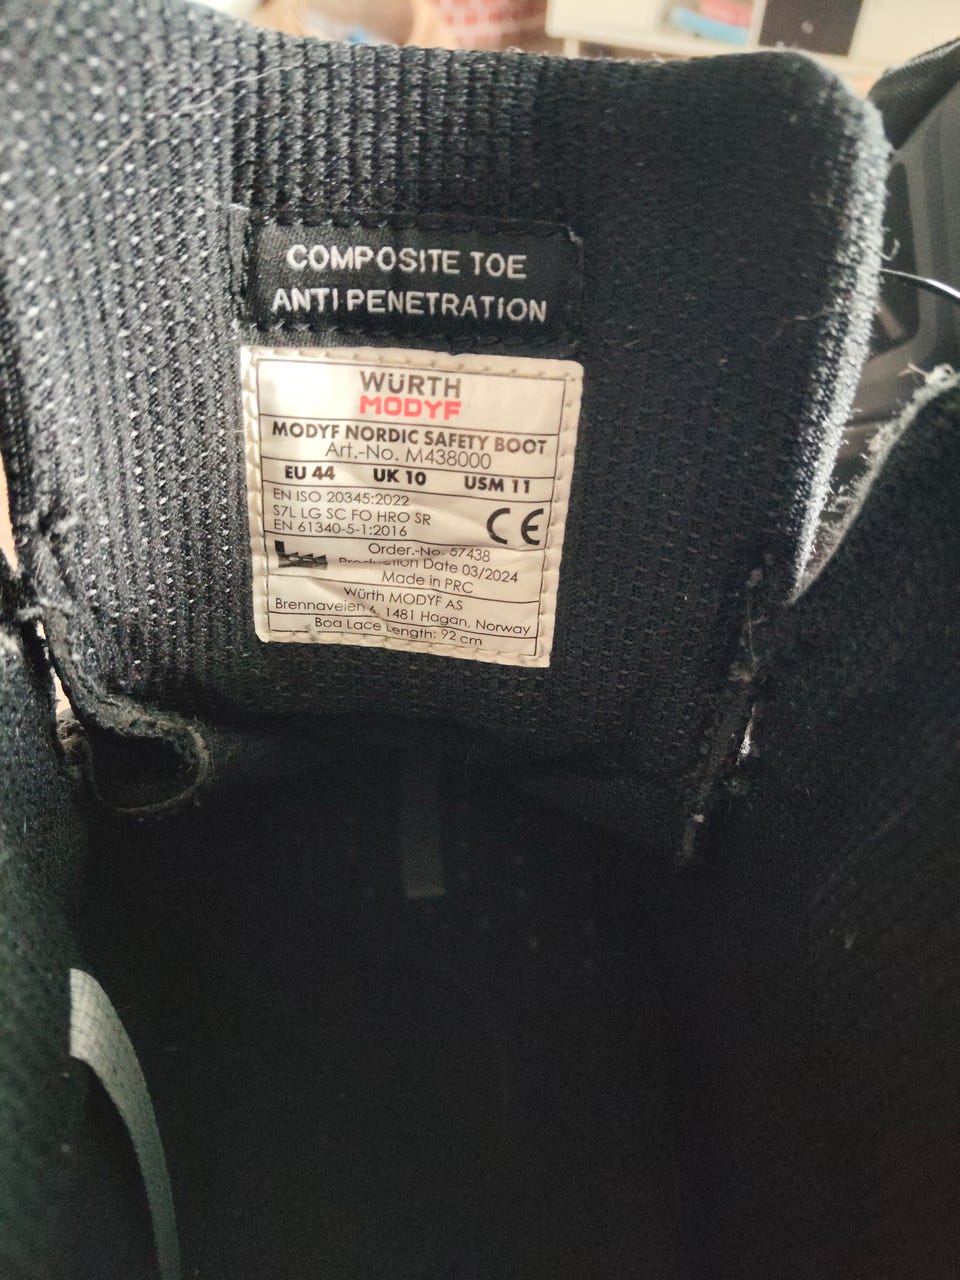 COMPOSITE TOE
ANTI PENETRATION
WÜRTH
MODYF
MODYF NORDIC SAFETY BOOT
Art.-No. M438000
EU 44 UK 10 USM 11
EN ISO 20345:2022
S7L LG SC FO HRO SR
EN 61340-5-1:2016
CE
Order.-No. 57438
Production Date 03/2024
Made in PRC
Würth MODYF AS
Brennaveien 6, 1481 Hagan, Norway
Boa Lace Length: 92 cm